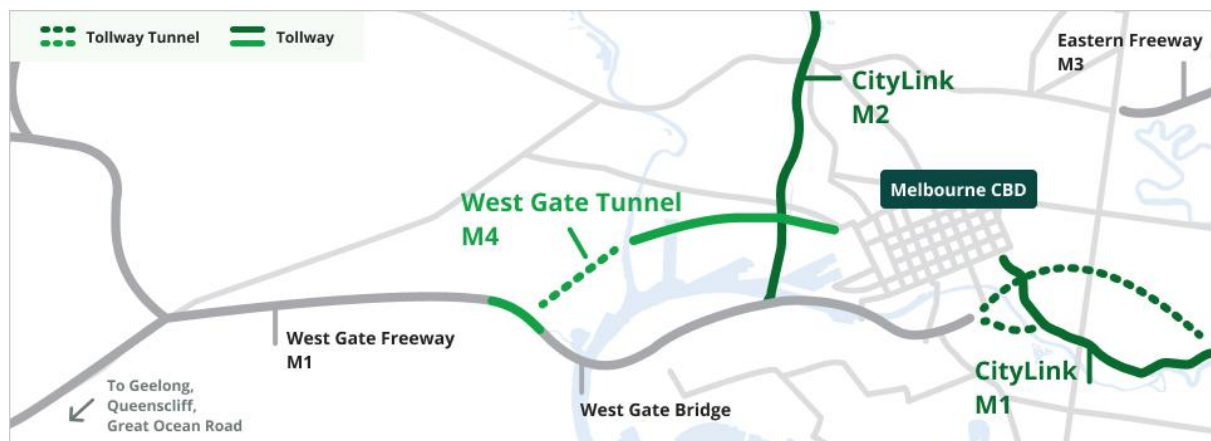 Tollway Tunnel
Tollway
Eastern Freeway
M3
CityLink
M2
Melbourne CBD
West Gate Tunnel
M4
West Gate Freeway
M1
CityLink
M1
To Geelong,
Queenscliff,
Great Ocean Road
West Gate Bridge